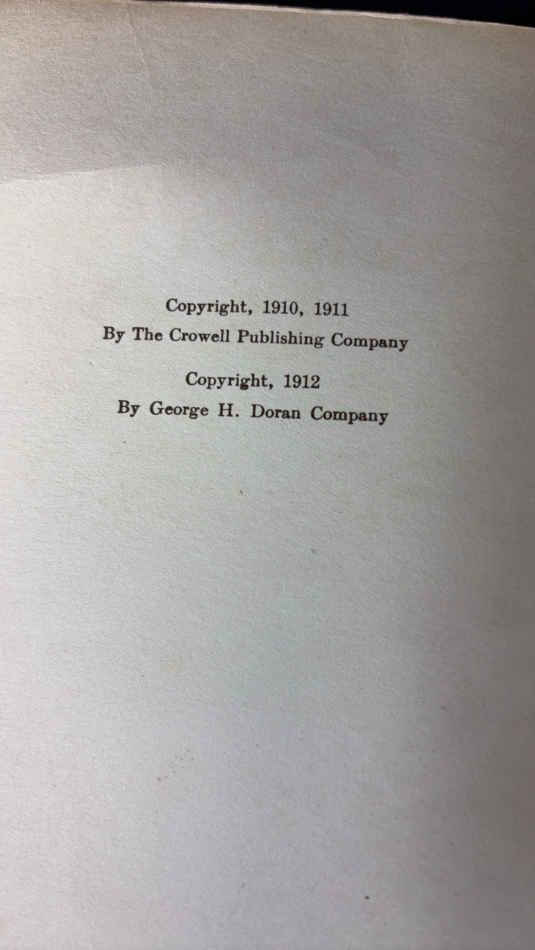 Copyright, 1910, 1911
By The Crowell Publishing Company
Copyright, 1912
By George H. Doran Company